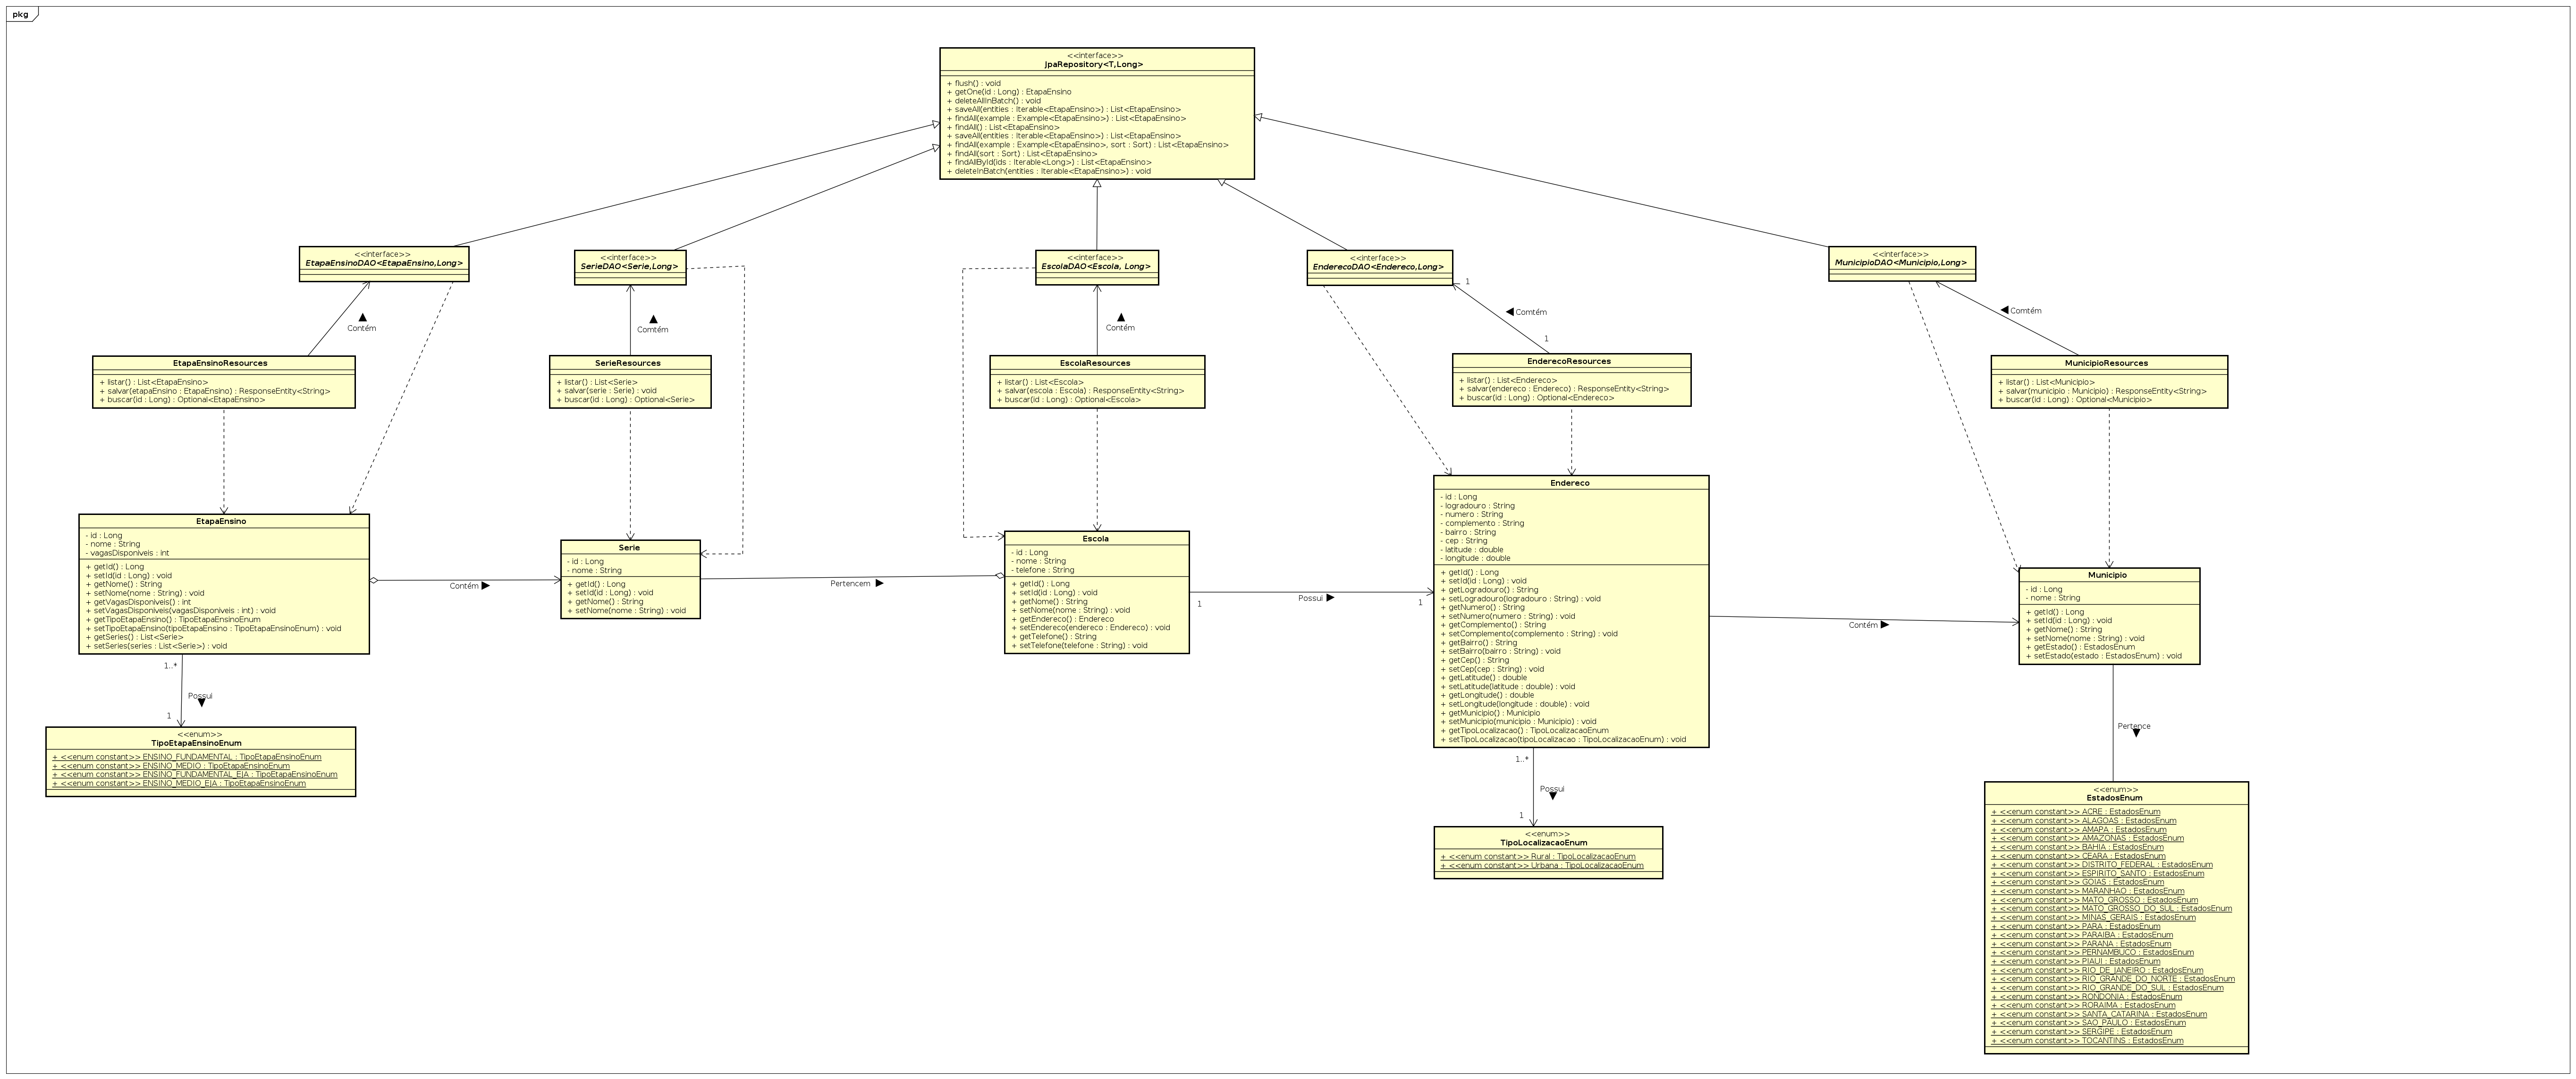 pkg
<<interface>>
JpaRepository<T,Long>
+ flush() : void
+ getOne(id : Long) : EtapaEnsino
+ deleteAllInBatch() : void
+ saveAll(entities : Iterable<EtapaEnsino>) : List<EtapaEnsino>
+ findAll(example : Example<EtapaEnsino>) : List<EtapaEnsino>
+ findAll() : List<EtapaEnsino>
+ saveAll(entities : Iterable<EtapaEnsino>) : List<EtapaEnsino>
+ findAll(example : Example<EtapaEnsino>, sort : Sort) : List<EtapaEnsino>
+ findAll(sort : Sort) : List<EtapaEnsino>
+ findAllById(ids : Iterable<Long>) : List<EtapaEnsino>
+ deleteInBatch(entities : Iterable<EtapaEnsino>) : void
<<interface>>
EtapaEnsinoDAO<EtapaEnsino,Long>
<<interface>>
SerieDAO<Serie,Long>
<<interface>>
EscolaDAO<Escola, Long>
<<interface>>
EnderecoDAO<Endereco,Long>
<<interface>>
MunicipioDAO<Municipio,Long>
Contém
Comtém
Contém
1
Comtém
1
Comtém
EtapaEnsinoResources
+ listar() : List<EtapaEnsino>
+ salvar(etapaEnsino : EtapaEnsino) : ResponseEntity<String>
+ buscar(id : Long) : Optional<EtapaEnsino>
SerieResources
+ listar() : List<Serie>
+ salvar(serie : Serie) : void
+ buscar(id : Long) : Optional<Serie>
EscolaResources
+ listar() : List<Escola>
+ salvar(escola : Escola) : ResponseEntity<String>
+ buscar(id : Long) : Optional<Escola>
EnderecoResources
+ listar() : List<Endereco>
+ salvar(endereco : Endereco) : ResponseEntity<String>
+ buscar(id : Long) : Optional<Endereco>
MunicipioResources
+ listar() : List<Municipio>
+ salvar(municipio : Municipio) : ResponseEntity<String>
+ buscar(id : Long) : Optional<Municipio>
EtapaEnsino
- id : Long
- nome : String
- vagasDisponiveis : int
+ getId() : Long
+ setId(id : Long) : void
+ getNome() : String
+ setNome(nome : String) : void
+ getVagasDisponiveis() : int
+ setVagasDisponiveis(vagasDisponiveis : int) : void
+ getTipoEtapaEnsino() : TipoEtapaEnsinoEnum
+ setTipoEtapaEnsino(tipoEtapaEnsino : TipoEtapaEnsinoEnum) : void
+ getSeries() : List<Serie>
+ setSeries(series : List<Serie>) : void
Contém
Serie
- id : Long
- nome : String
+ getId() : Long
+ setId(id : Long) : void
+ getNome() : String
+ setNome(nome : String) : void
Pertencem
Escola
- id : Long
- nome : String
- telefone : String
+ getId() : Long
+ setId(id : Long) : void
+ getNome() : String
+ setNome(nome : String) : void
+ getEndereco() : Endereco
+ setEndereco(endereco : Endereco) : void
+ getTelefone() : String
+ setTelefone(telefone : String) : void
1
Possui
1
Endereco
- id : Long
- logradouro : String
- numero : String
- complemento : String
- bairro : String
- cep : String
- latitude : double
- longitude : double
+ getId() : Long
+ setId(id : Long) : void
+ getLogradouro() : String
+ setLogradouro(logradouro : String) : void
+ getNumero() : String
+ setNumero(numero : String) : void
+ getComplemento() : String
+ setComplemento(complemento : String) : void
+ getBairro() : String
+ setBairro(bairro : String) : void
+ getCep() : String
+ setCep(cep : String) : void
+ getLatitude() : double
+ setLatitude(latitude : double) : void
+ getLongitude() : double
+ setLongitude(longitude : double) : void
+ getMunicipio() : Municipio
+ setMunicipio(municipio : Municipio) : void
+ getTipoLocalizacao() : TipoLocalizacaoEnum
+ setTipoLocalizacao(tipoLocalizacao : TipoLocalizacaoEnum) : void
Contém
Municipio
- id : Long
- nome : String
+ getId() : Long
+ setId(id : Long) : void
+ getNome() : String
+ setNome(nome : String) : void
+ getEstado() : EstadosEnum
+ setEstado(estado : EstadosEnum) : void
1..*
Possui
1
<<enum>>
TipoEtapaEnsinoEnum
+ <<enum constant>> ENSINO_FUNDAMENTAL : TipoEtapaEnsinoEnum
+ <<enum constant>> ENSINO_MEDIO : TipoEtapaEnsinoEnum
+ <<enum constant>> ENSINO_FUNDAMENTAL_EJA : TipoEtapaEnsinoEnum
+ <<enum constant>> ENSINO_MEDIO_EJA : TipoEtapaEnsinoEnum
1..*
Possui
1
<<enum>>
TipoLocalizacaoEnum
+ <<enum constant>> Rural : TipoLocalizacaoEnum
+ <<enum constant>> Urbana : TipoLocalizacaoEnum
Pertence
<<enum>>
EstadosEnum
+ <<enum constant>> ACRE : EstadosEnum
+ <<enum constant>> ALAGOAS : EstadosEnum
+ <<enum constant>> AMAPA : EstadosEnum
+ <<enum constant>> AMAZONAS : EstadosEnum
+ <<enum constant>> BAHIA : EstadosEnum
+ <<enum constant>> CEARA : EstadosEnum
+ <<enum constant>> DISTRITO_FEDERAL : EstadosEnum
+ <<enum constant>> ESPIRITO_SANTO : EstadosEnum
+ <<enum constant>> GOIAS : EstadosEnum
+ <<enum constant>> MARANHAO : EstadosEnum
+ <<enum constant>> MATO_GROSSO : EstadosEnum
+ <<enum constant>> MATO_GROSSO_DO_SUL : EstadosEnum
+ <<enum constant>> MINAS_GERAIS : EstadosEnum
+ <<enum constant>> PARA : EstadosEnum
+ <<enum constant>> PARAIBA : EstadosEnum
+ <<enum constant>> PARANA : EstadosEnum
+ <<enum constant>> PERNAMBUCO : EstadosEnum
+ <<enum constant>> PIAUI : EstadosEnum
+ <<enum constant>> RIO_DE_JANEIRO : EstadosEnum
+ <<enum constant>> RIO_GRANDE_DO_NORTE : EstadosEnum
+ <<enum constant>> RIO_GRANDE_DO_SUL : EstadosEnum
+ <<enum constant>> RONDONIA : EstadosEnum
+ <<enum constant>> RORAIMA : EstadosEnum
+ <<enum constant>> SANTA_CATARINA : EstadosEnum
+ <<enum constant>> SAO_PAULO : EstadosEnum
+ <<enum constant>> SERGIPE : EstadosEnum
+ <<enum constant>> TOCANTINS : EstadosEnum